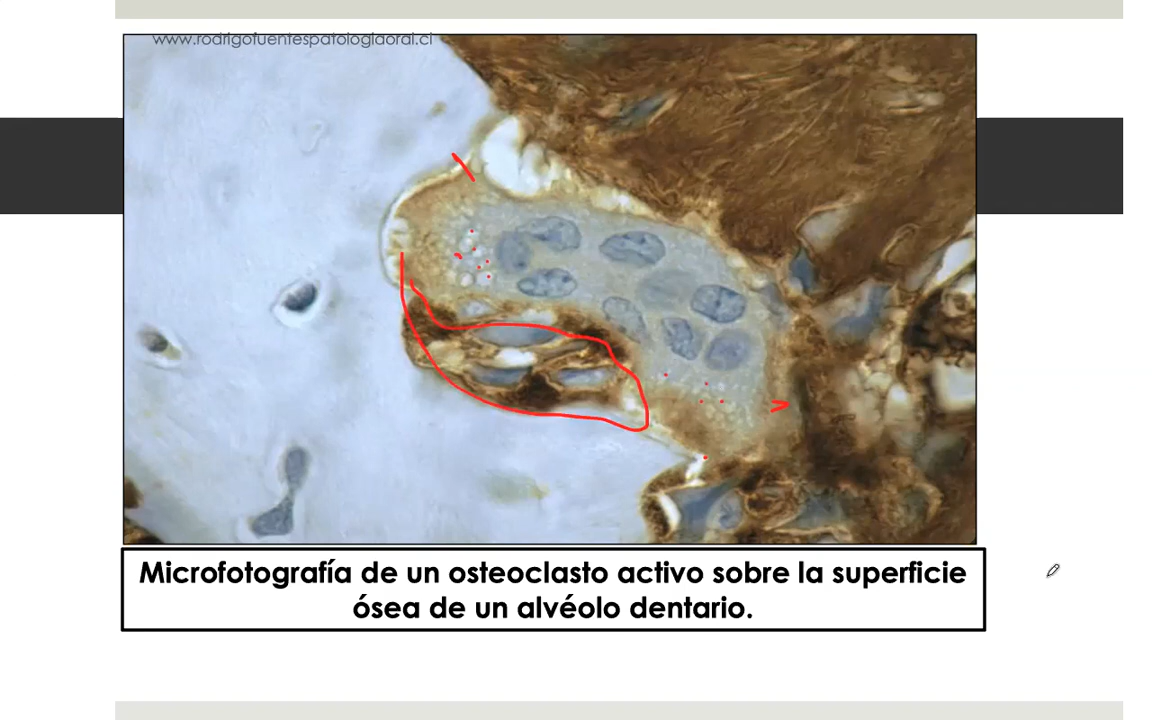 www.rodrigofuentespatologiaoral.cl
Microfotografía de un osteoclasto activo sobre la superficie
ósea de un alvéolo dentario.